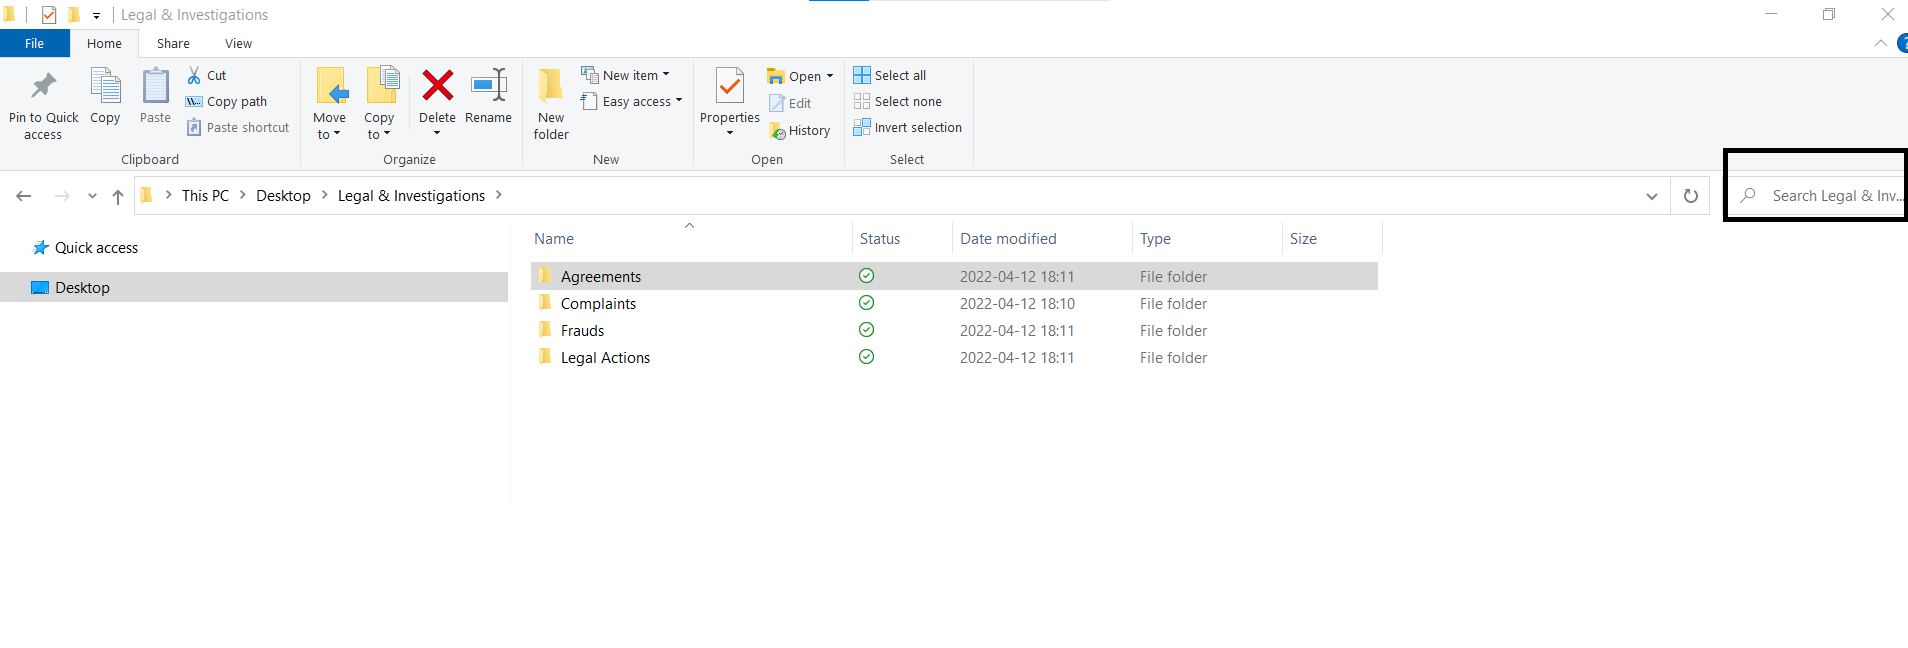 Legal & Investigations
File Home Share View
Pin to Quick access
Copy
Paste
Cut
Copy path
Paste shortcut
Clipboard
Move to
Copy to
Delete
Rename
Organize
New folder
New item
Easy access
New
Properties
Open
Edit
History
Open
Select all
Select none
Invert selection
Select
This PC > Desktop > Legal & Investigations >
Search Legal & Inv...
Quick access
Desktop
Name Status Date modified Type Size
Agreements 2022-04-12 18:11 File folder
Complaints 2022-04-12 18:10 File folder
Frauds 2022-04-12 18:11 File folder
Legal Actions 2022-04-12 18:11 File folder